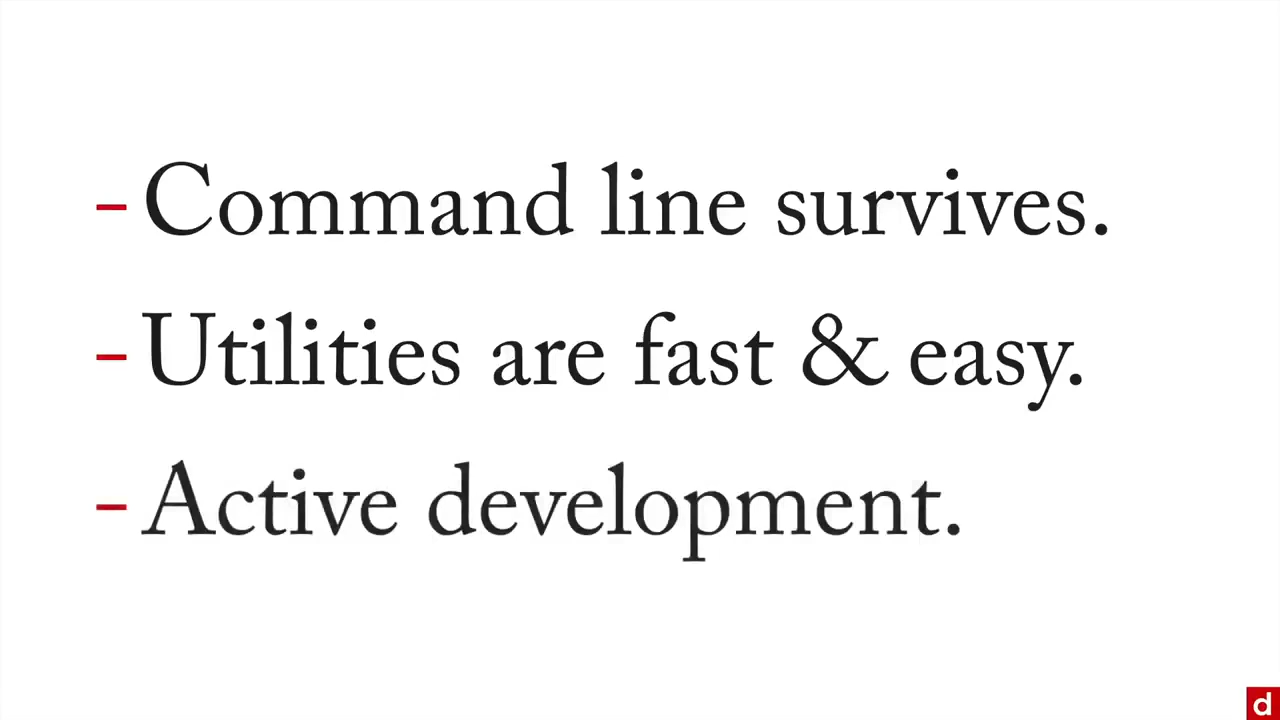 - Command line survives.
- Utilities are fast & easy.
- Active development.
d